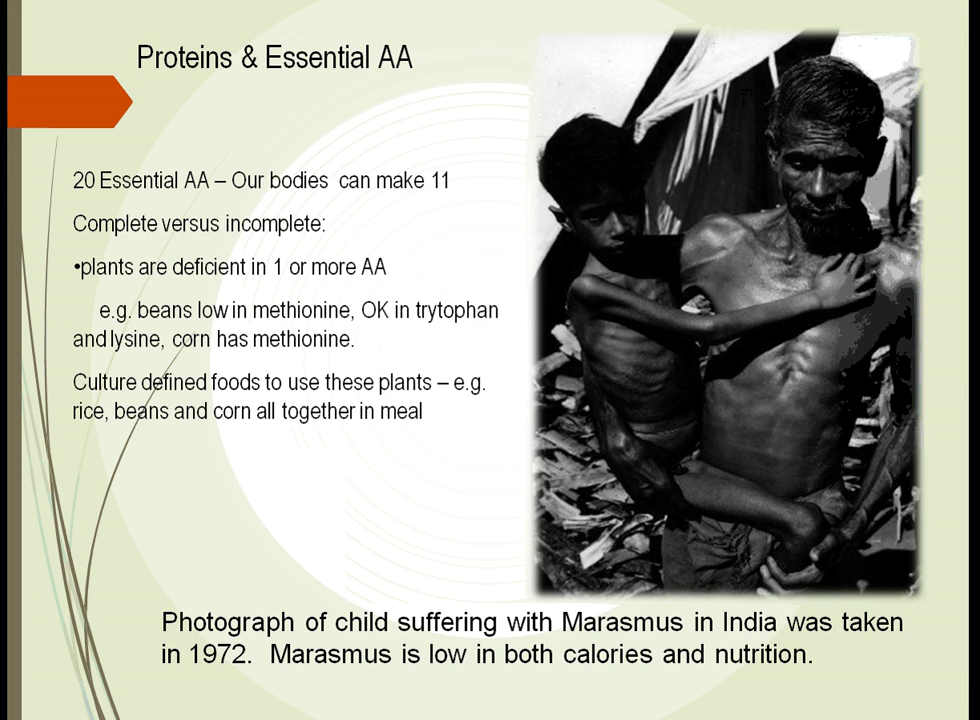 Proteins & Essential AA
20 Essential AA – Our bodies can make 11
Complete versus incomplete:
•plants are deficient in 1 or more AA
e.g. beans low in methionine, OK in trytophan
and lysine, corn has methionine.
Culture defined foods to use these plants – e.g.
rice, beans and corn all together in meal
Photograph of child suffering with Marasmus in India was taken
in 1972. Marasmus is low in both calories and nutrition.